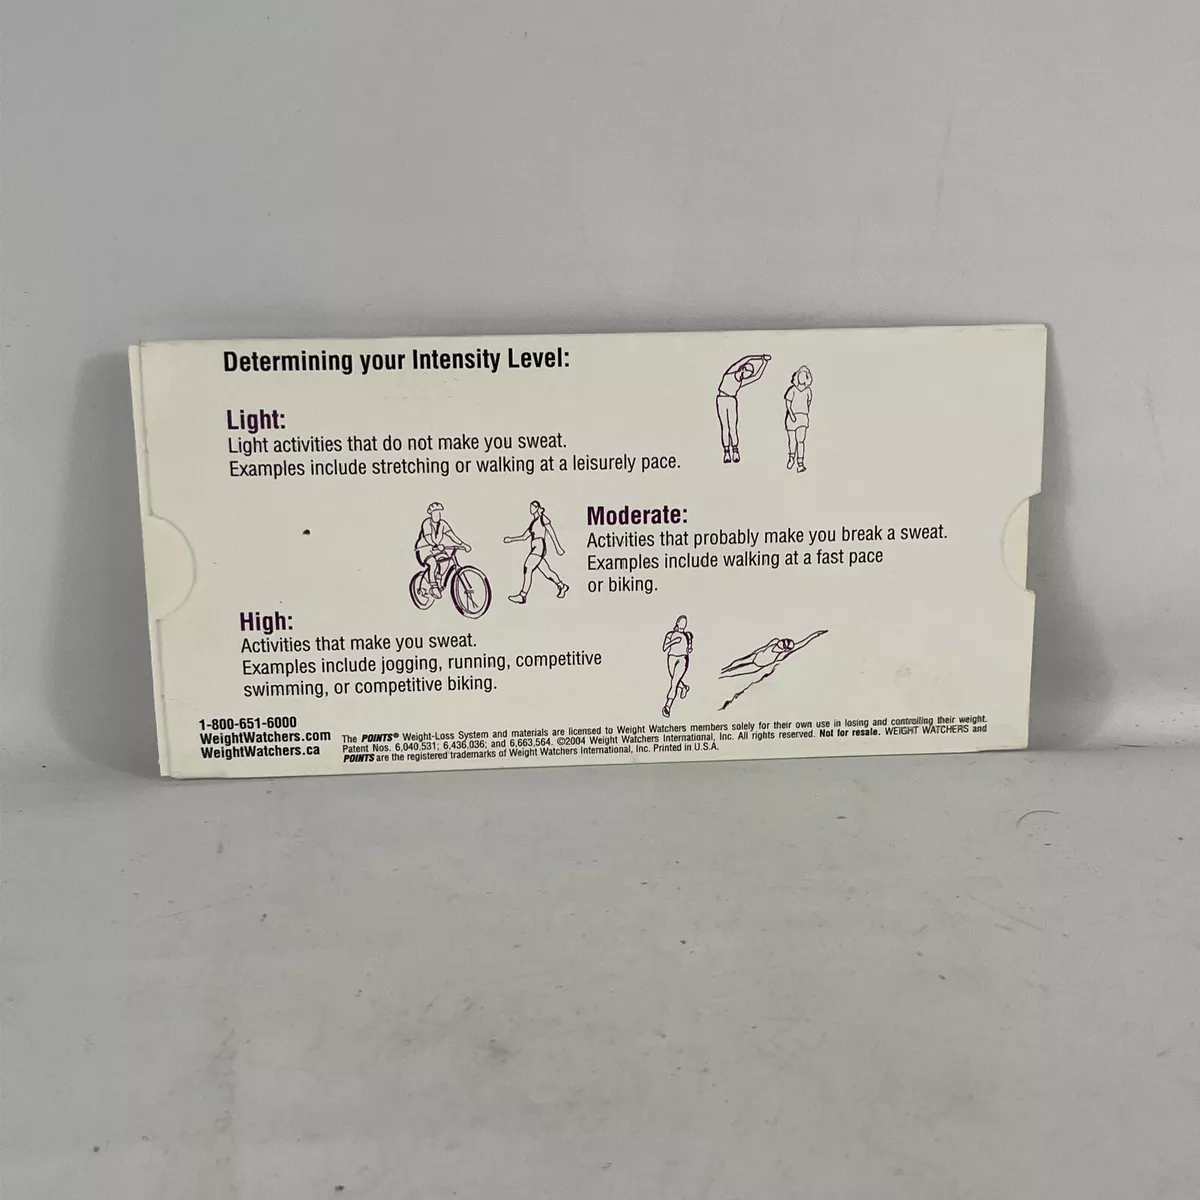 Determining your Intensity Level:
Light:
Light activities that do not make you sweat.
Examples include stretching or walking at a leisurely pace.
Moderate:
Activities that probably make you break a sweat.
Examples include walking at a fast pace
or biking.
High:
Activities that make you sweat.
Examples include jogging, running, competitive
swimming, or competitive biking.
1-800-651-6000
WeightWatchers.com
WeightWatchers.ca
The POINTS® Weight-Loss System and materials are licensed to Weight Watchers members solely for their own use in losing and controlling their weight.
Patent Nos. 6,040,531; 6,436,036; and 6,663,564. ©2004 Weight Watchers International, Inc. All rights reserved. Not for resale. WEIGHT WATCHERS and
POINTS are the registered trademarks of Weight Watchers International, Inc. Printed in U.S.A.